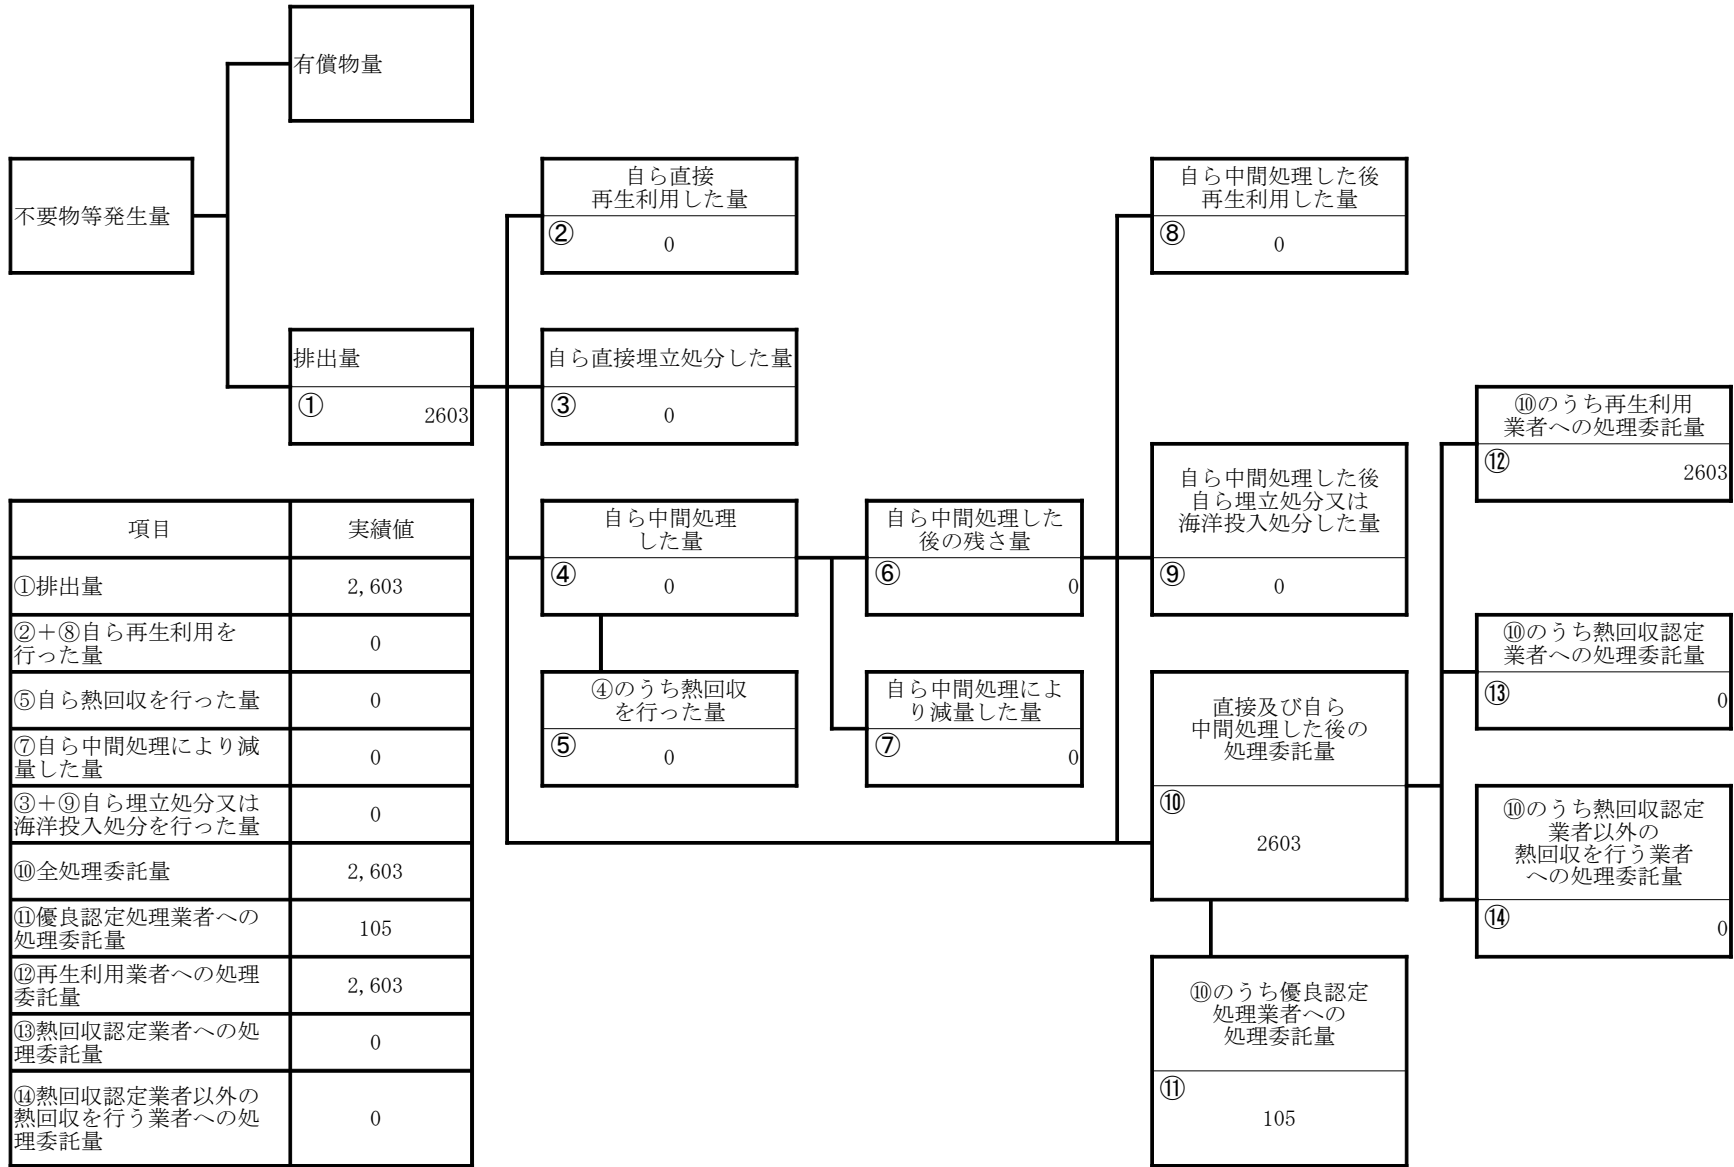 有償物量
不要物等発生量
自ら直接
再生利用した量
②
0
自ら中間処理した後
再生利用した量
⑧
0
排出量
①
2603
自ら直接埋立処分した量
③
0
⑩のうち再生利用
業者への処理委託量
⑫
2603
自ら中間処理
した量
④
0
自ら中間処理した
後の残さ量
⑥
0
自ら中間処理した後
自ら埋立処分又は
海洋投入処分した量
⑨
0
⑩のうち熱回収認定
業者への処理委託量
⑬
0
④のうち熱回収
を行った量
⑤
0
自ら中間処理によ
り減量した量
⑦
0
直接及び自ら
中間処理した後の
処理委託量
⑩
2603
⑩のうち熱回収認定
業者以外の
熱回収を行う業者
への処理委託量
⑭
0
⑩のうち優良認定
処理業者への
処理委託量
⑪
105
項目 実績値
①排出量 2,603
②+⑧自ら再生利用を
行った量 0
⑤自ら熱回収を行った量 0
⑦自ら中間処理により減
量した量 0
③+⑨自ら埋立処分又は
海洋投入処分を行った量 0
⑩全処理委託量 2,603
⑪優良認定処理業者への
処理委託量 105
⑫再生利用業者への処理
委託量 2,603
⑬熱回収認定業者への処
理委託量 0
⑭熱回収認定業者以外の
熱回収を行う業者への処
理委託量 0